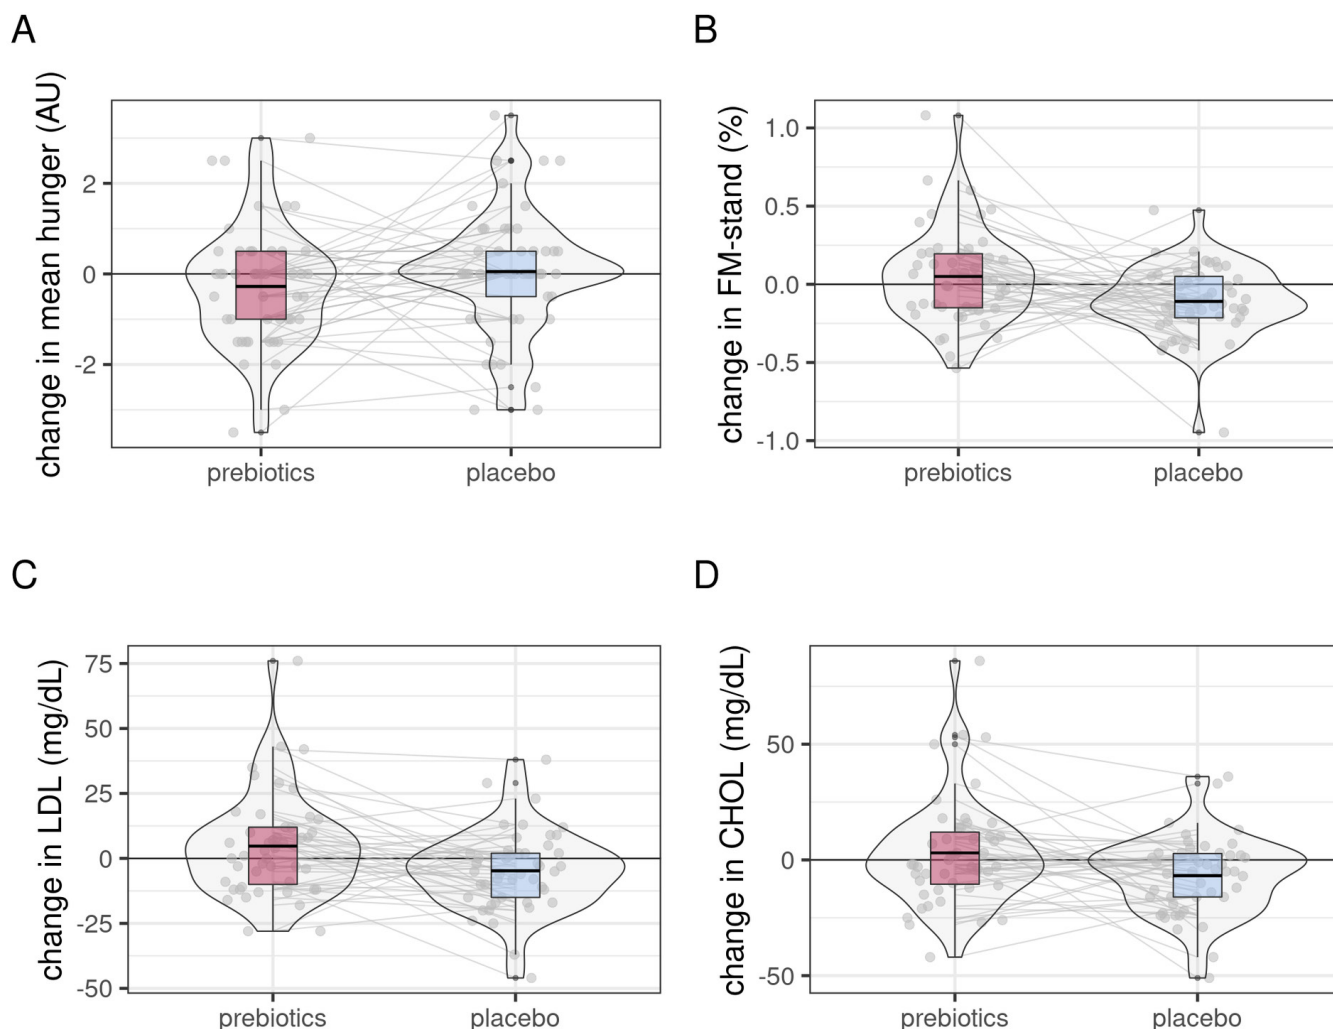 A
change in mean hunger (AU)
2
0
-2
prebiotics
placebo
B
change in FM-stand (%)
1.0
0.5
0.0
-0.5
-1.0
prebiotics
placebo
C
change in LDL (mg/dL)
75
50
25
0
-25
-50
prebiotics
placebo
D
change in CHOL (mg/dL)
50
0
-50
prebiotics
placebo